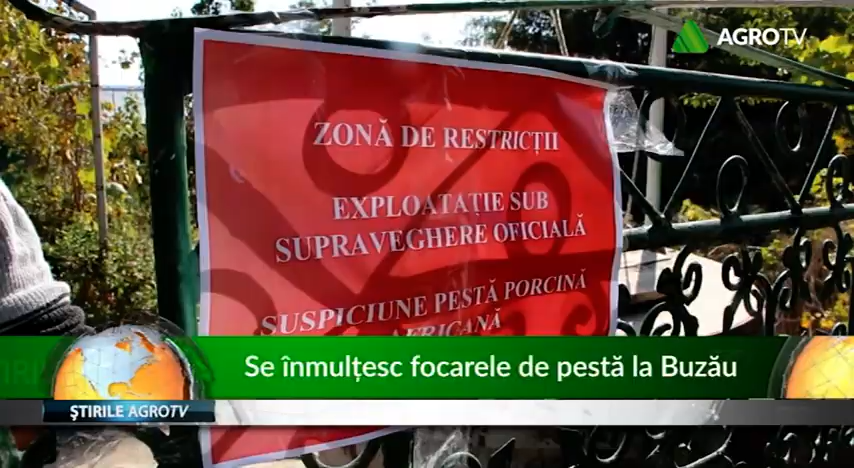 AGROTV
ZONĂ DE RESTRICȚII
EXPLOATAȚIE SUB
SUPRAVEGHERE OFICIALĂ
SUSPICIUNE PESTĂ PORCINĂ
AFRICANĂ
Se înmulțesc focarele de pestă la Buzău
ȘTIRILE AGROTV